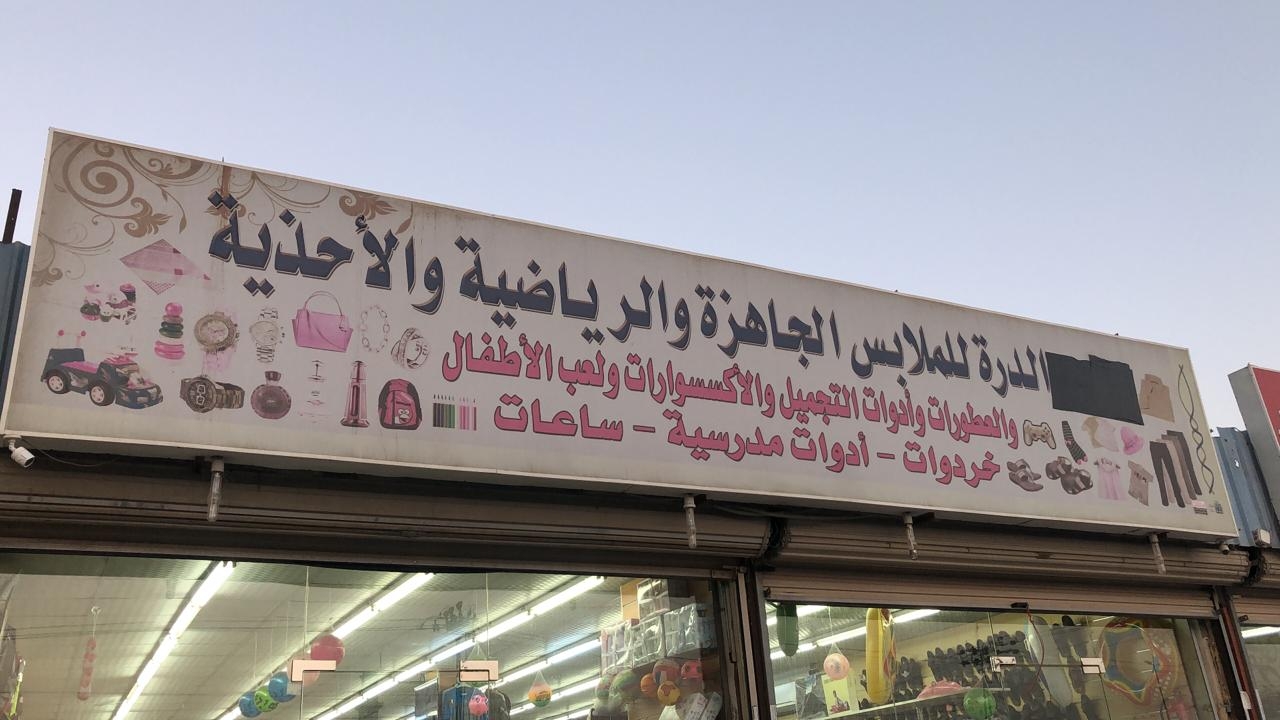 الدرة للملابس الجاهزة والرياضية والأحذية
والعطورات وأدوات التجميل والأكسسوارات ولعب الأطفال
خردوات - أدوات مدرسية - ساعات